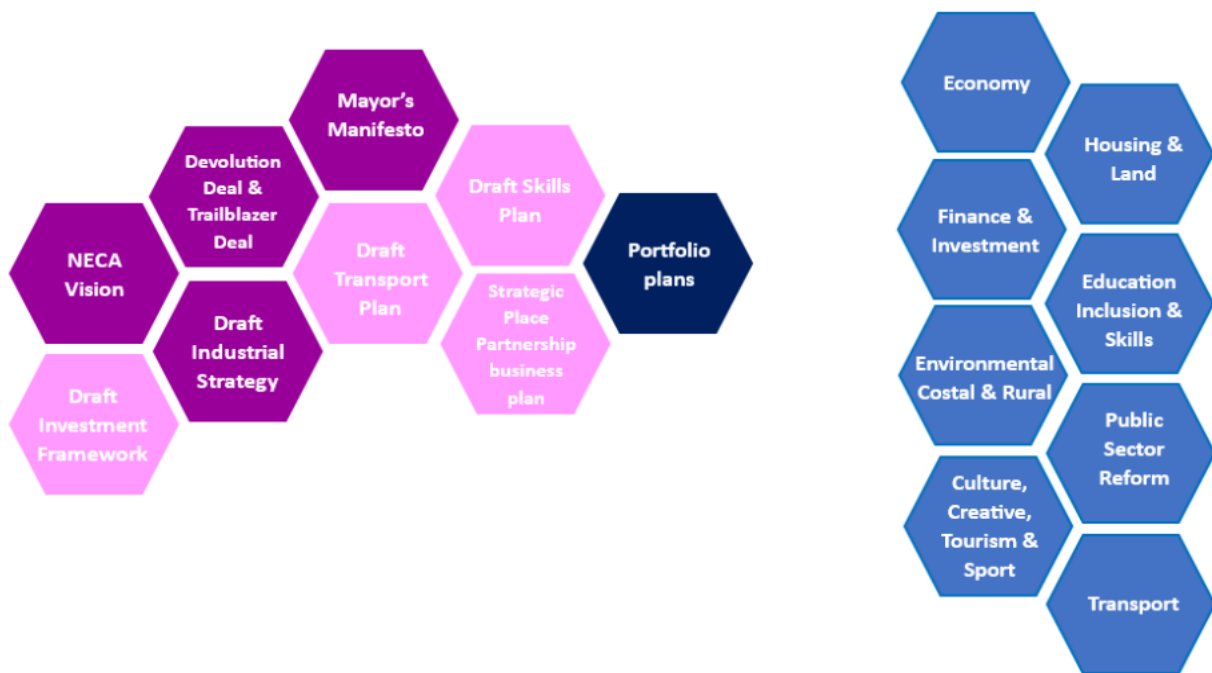 NECA
Vision
Draft
Investment
Framework
Devolution
Deal &
Trailblazer
Deal
Draft
Industrial
Strategy
Mayor's
Manifesto
Draft
Transport
Plan
Draft Skills
Plan
Strategic
Place
Partnership
business
plan
Portfolio
plans
Economy
Housing &
Land
Finance &
Investment
Education
Inclusion &
Skills
Environmental
Costal & Rural
Public
Sector
Reform
Culture,
Creative,
Tourism &
Sport
Transport